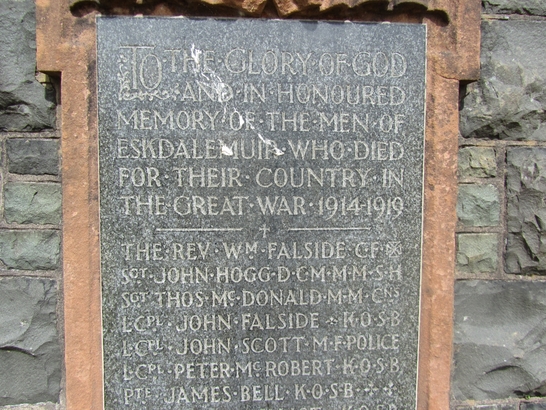 TO·THE·GLORY·OF·GOD
·AND·IN·HONOURED
MEMORY·OF·THE·MEN·OF
ESKDALEMUIR·WHO·DIED
FOR·THEIR·COUNTRY·IN
THE·GREAT·WAR·1914·1919
THE·REV·Wᴹ·FALSIDE·CF
SGT·JOHN·HOGG·D·C·M·M·M·S·H
SGT·THOS·Mᶜ·DONALD·M·M·Cᴺˢ
L·CPL·JOHN·FALSIDE·K·O·S·B
L·CPL·JOHN·SCOTT·M·F·POLICE
L·CPL·PETER·Mᶜ·ROBERT·K·O·S·B
PTE·JAMES·BELL·K·O·S·B